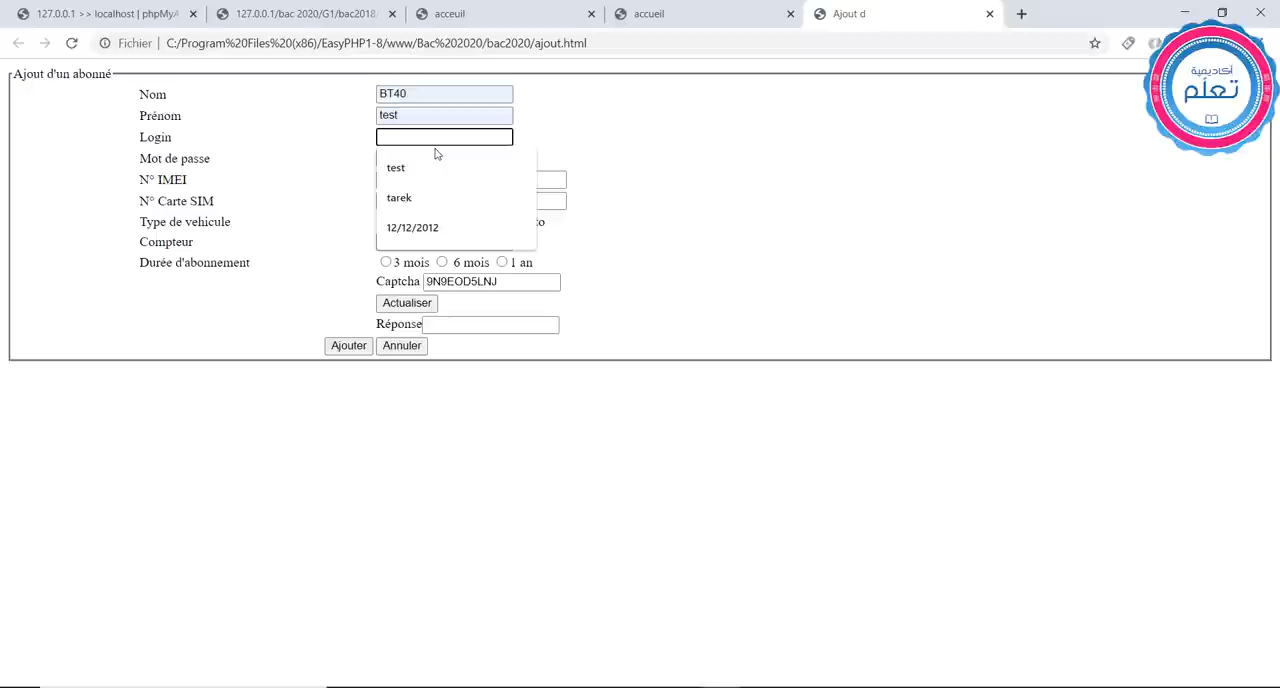 127.0.0.1 >> localhost | phpMyA
127.0.0.1/bac 2020/G1/bac2018
acceuil
accueil
Ajout d
Fichier | C:/Program%20Files%20(x86)/EasyPHP1-8/www/Bac%202020/bac2020/ajout.html
أكاديمية
تعلّم
Ajout d'un abonné
Nom BT40
Prénom test
Login
Mot de passe
test
N° IMEI
N° Carte SIM
tarek
Type de vehicule to
12/12/2012
Compteur
Durée d'abonnement 3 mois 6 mois 1 an
Captcha 9N9EOD5LNJ
Actualiser
Réponse
Ajouter Annuler